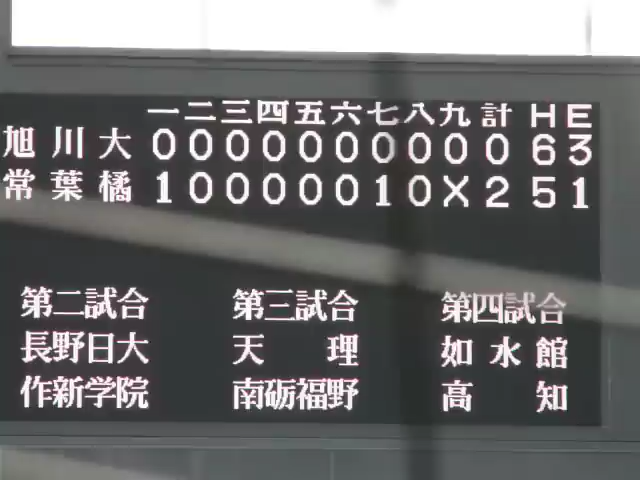 一 二 三 四 五 六 七 八 九 計 H E
旭川大 0 0 0 0 0 0 0 0 0 0 6 3
常葉橘 1 0 0 0 0 0 1 0 X 2 5 1
第二試合 第三試合 第四試合
長野日大 天理 如水館
作新学院 南砺福野 高知